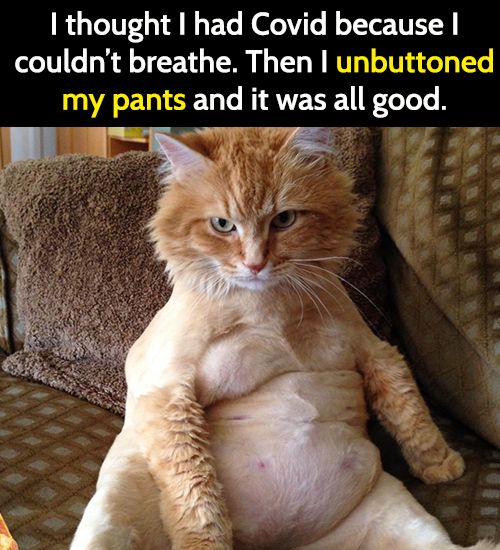 I thought I had Covid because I
couldn’t breathe. Then I unbuttoned
my pants and it was all good.